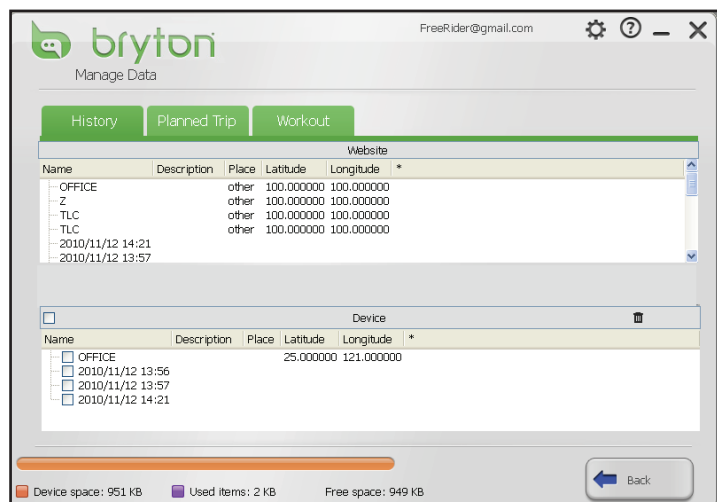 bryton
FreeRider@gmail.com
Manage Data
History Planned Trip Workout
Website
Name Description Place Latitude Longitude *
OFFICE other 100.000000 100.000000
Z other 100.000000 100.000000
TLC other 100.000000 100.000000
TLC other 100.000000 100.000000
2010/11/12 14:21
2010/11/12 13:57
Device
Name Description Place Latitude Longitude *
OFFICE 25.000000 121.000000
2010/11/12 13:56
2010/11/12 13:57
2010/11/12 14:21
Back
Device space: 951 KB Used items: 2 KB Free space: 949 KB